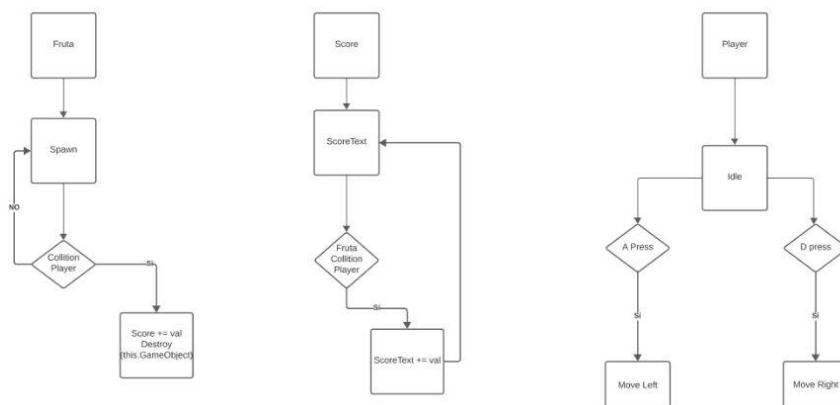 Fruta
Spawn
NO
Collition
Player
Si
Score += val
Destroy
(this.GameObject)
Score
ScoreText
Fruta
Collition
Player
Si
ScoreText += val
Player
Idle
A Press
D press
Si
Si
Move Left
Move Right